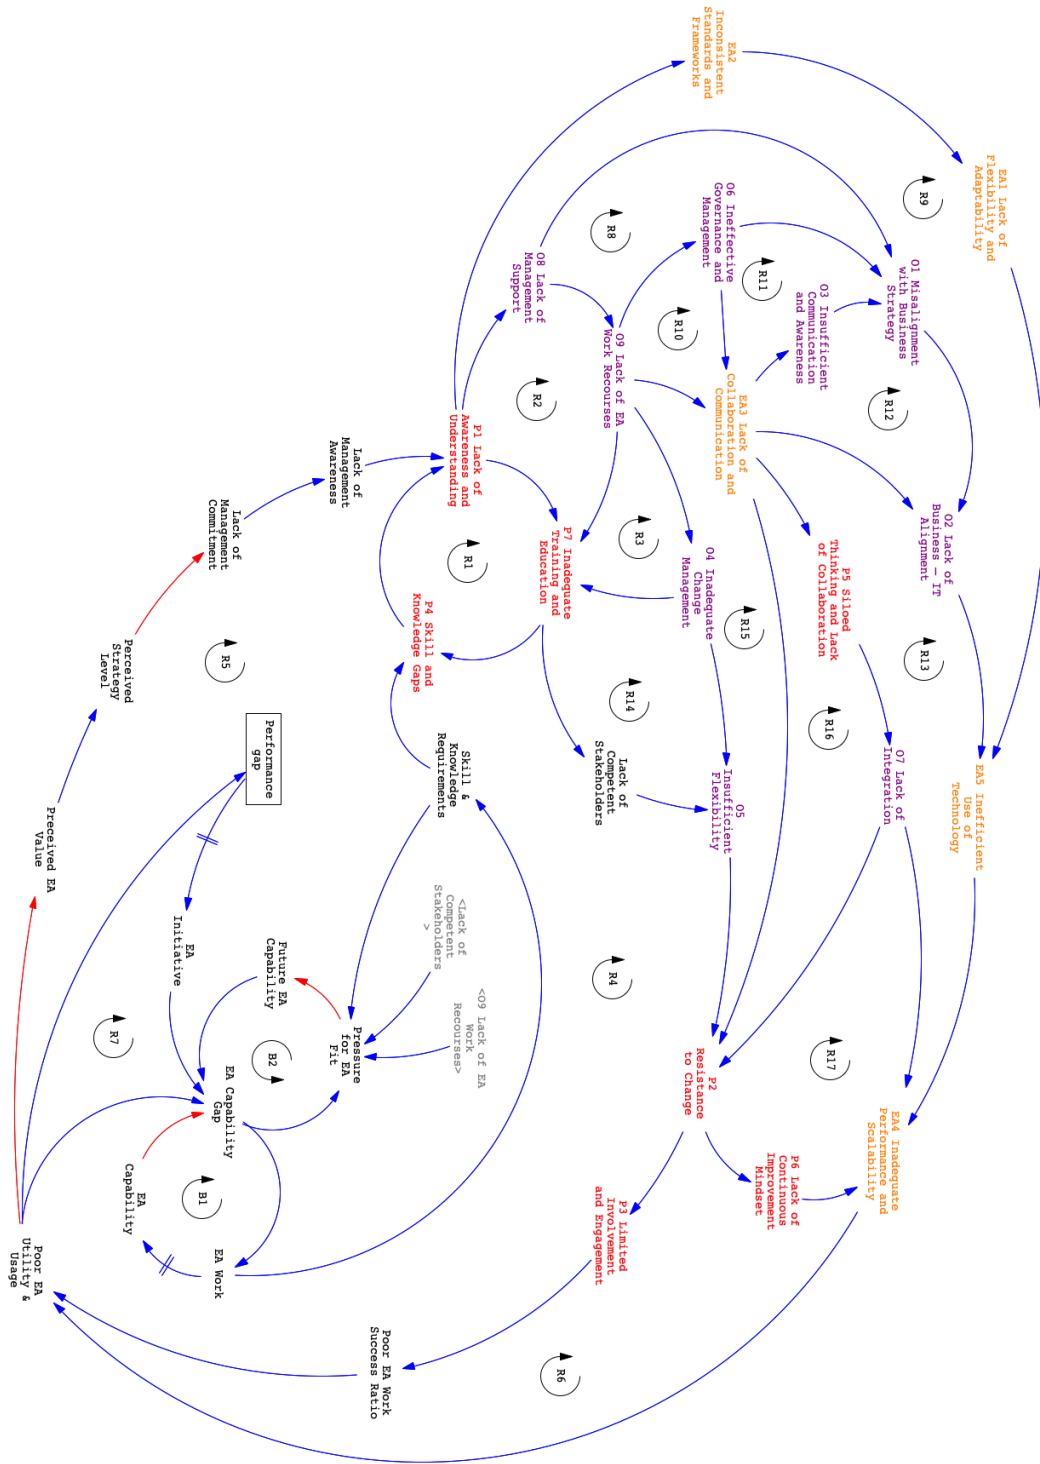 EA1 Lack of
Flexibility and
Adaptability
EA5 Inefficient
Use of
Technology
R9
O1 Misalignment
with Business
Strategy
O2 Lack of
Business – IT
Alignment
R13
O7 Lack of
Integration
EA4 Inadequate
Performance and
Scalability
R12
O3 Insufficient
Communication
and Awareness
P5 Siloed
Thinking and Lack
of Collaboration
R16
R17
P6 Lack of
Continuous
Improvement
Mindset
R11
EA2
Inconsistent
Standards and
Frameworks
O6 Ineffective
Governance and
Management
EA3 Lack of
Collaboration and
Communication
R15
O5
Insufficient
Flexibility
P2
Resistance
to Change
R10
O4 Inadequate
Change
Management
R8
O9 Lack of EA
Work Recourses
R3
R14
Lack of
Competent
Stakeholders
R4
P3 Limited
Involvement
and Engagement
O8 Lack of
Management
Support
R2
P7 Inadequate
Training and
Education
R6
P1 Lack of
Awareness and
Understanding
R1
P4 Skill and
Knowledge Gaps
Skill &
Knowledge
Requirements
<Lack of
Competent
Stakeholders
>
<O9 Lack of EA
Work
Recourses>
Poor EA Work
Success Ratio
Lack of
Management
Awareness
Pressure
for EA
Fit
Lack of
Management
Commitment
R5
Performance
gap
Future EA
Capability
B2
EA Capability
Gap
EA
Initiative
B1
EA Work
Perceived
Strategy
Level
R7
EA
Capability
Preceived EA
Value
Poor EA
Utility &
Usage